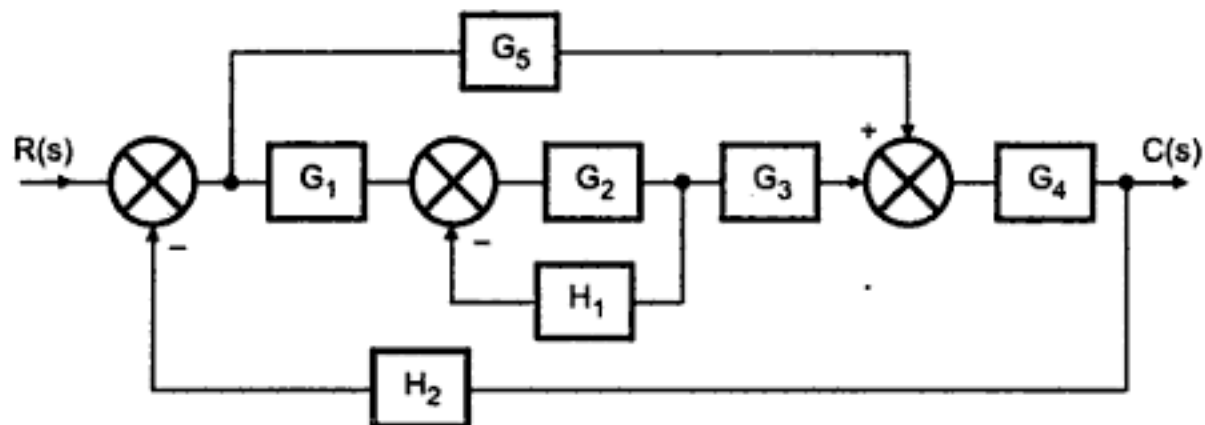 G₅
R(s)
+
C(s)
G₁
G₂
G₃
G₄
−
−
H₁
H₂